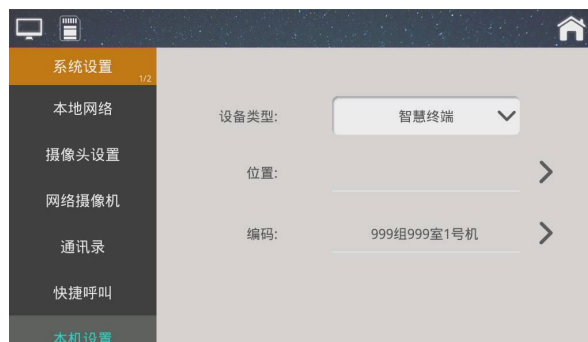 系统设置
1/2
本地网络
摄像头设置
网络摄像机
通讯录
快捷呼叫
本机设置
设备类型:
智慧终端
位置:
编码:
999组999室1号机